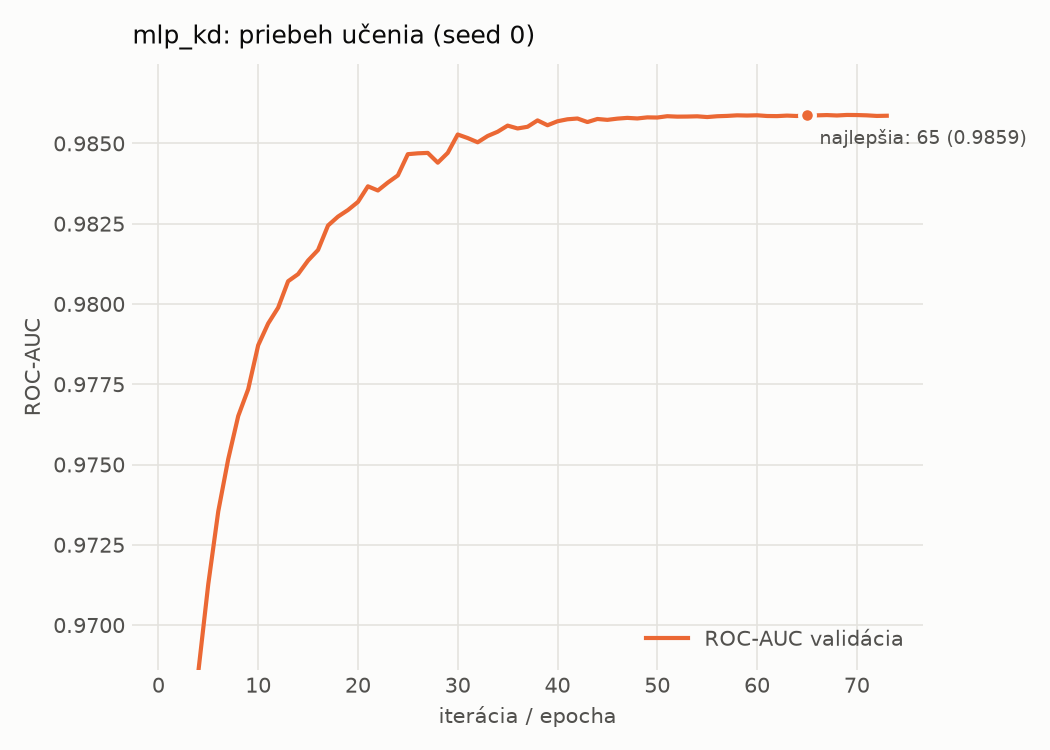 mlp_kd: priebeh učenia (seed 0)
0.9850
najlepšia: 65 (0.9859)
0.9825
0.9800
0.9775
0.9750
0.9725
0.9700
ROC-AUC
ROC-AUC validácia
0 10 20 30 40 50 60 70
iterácia / epocha